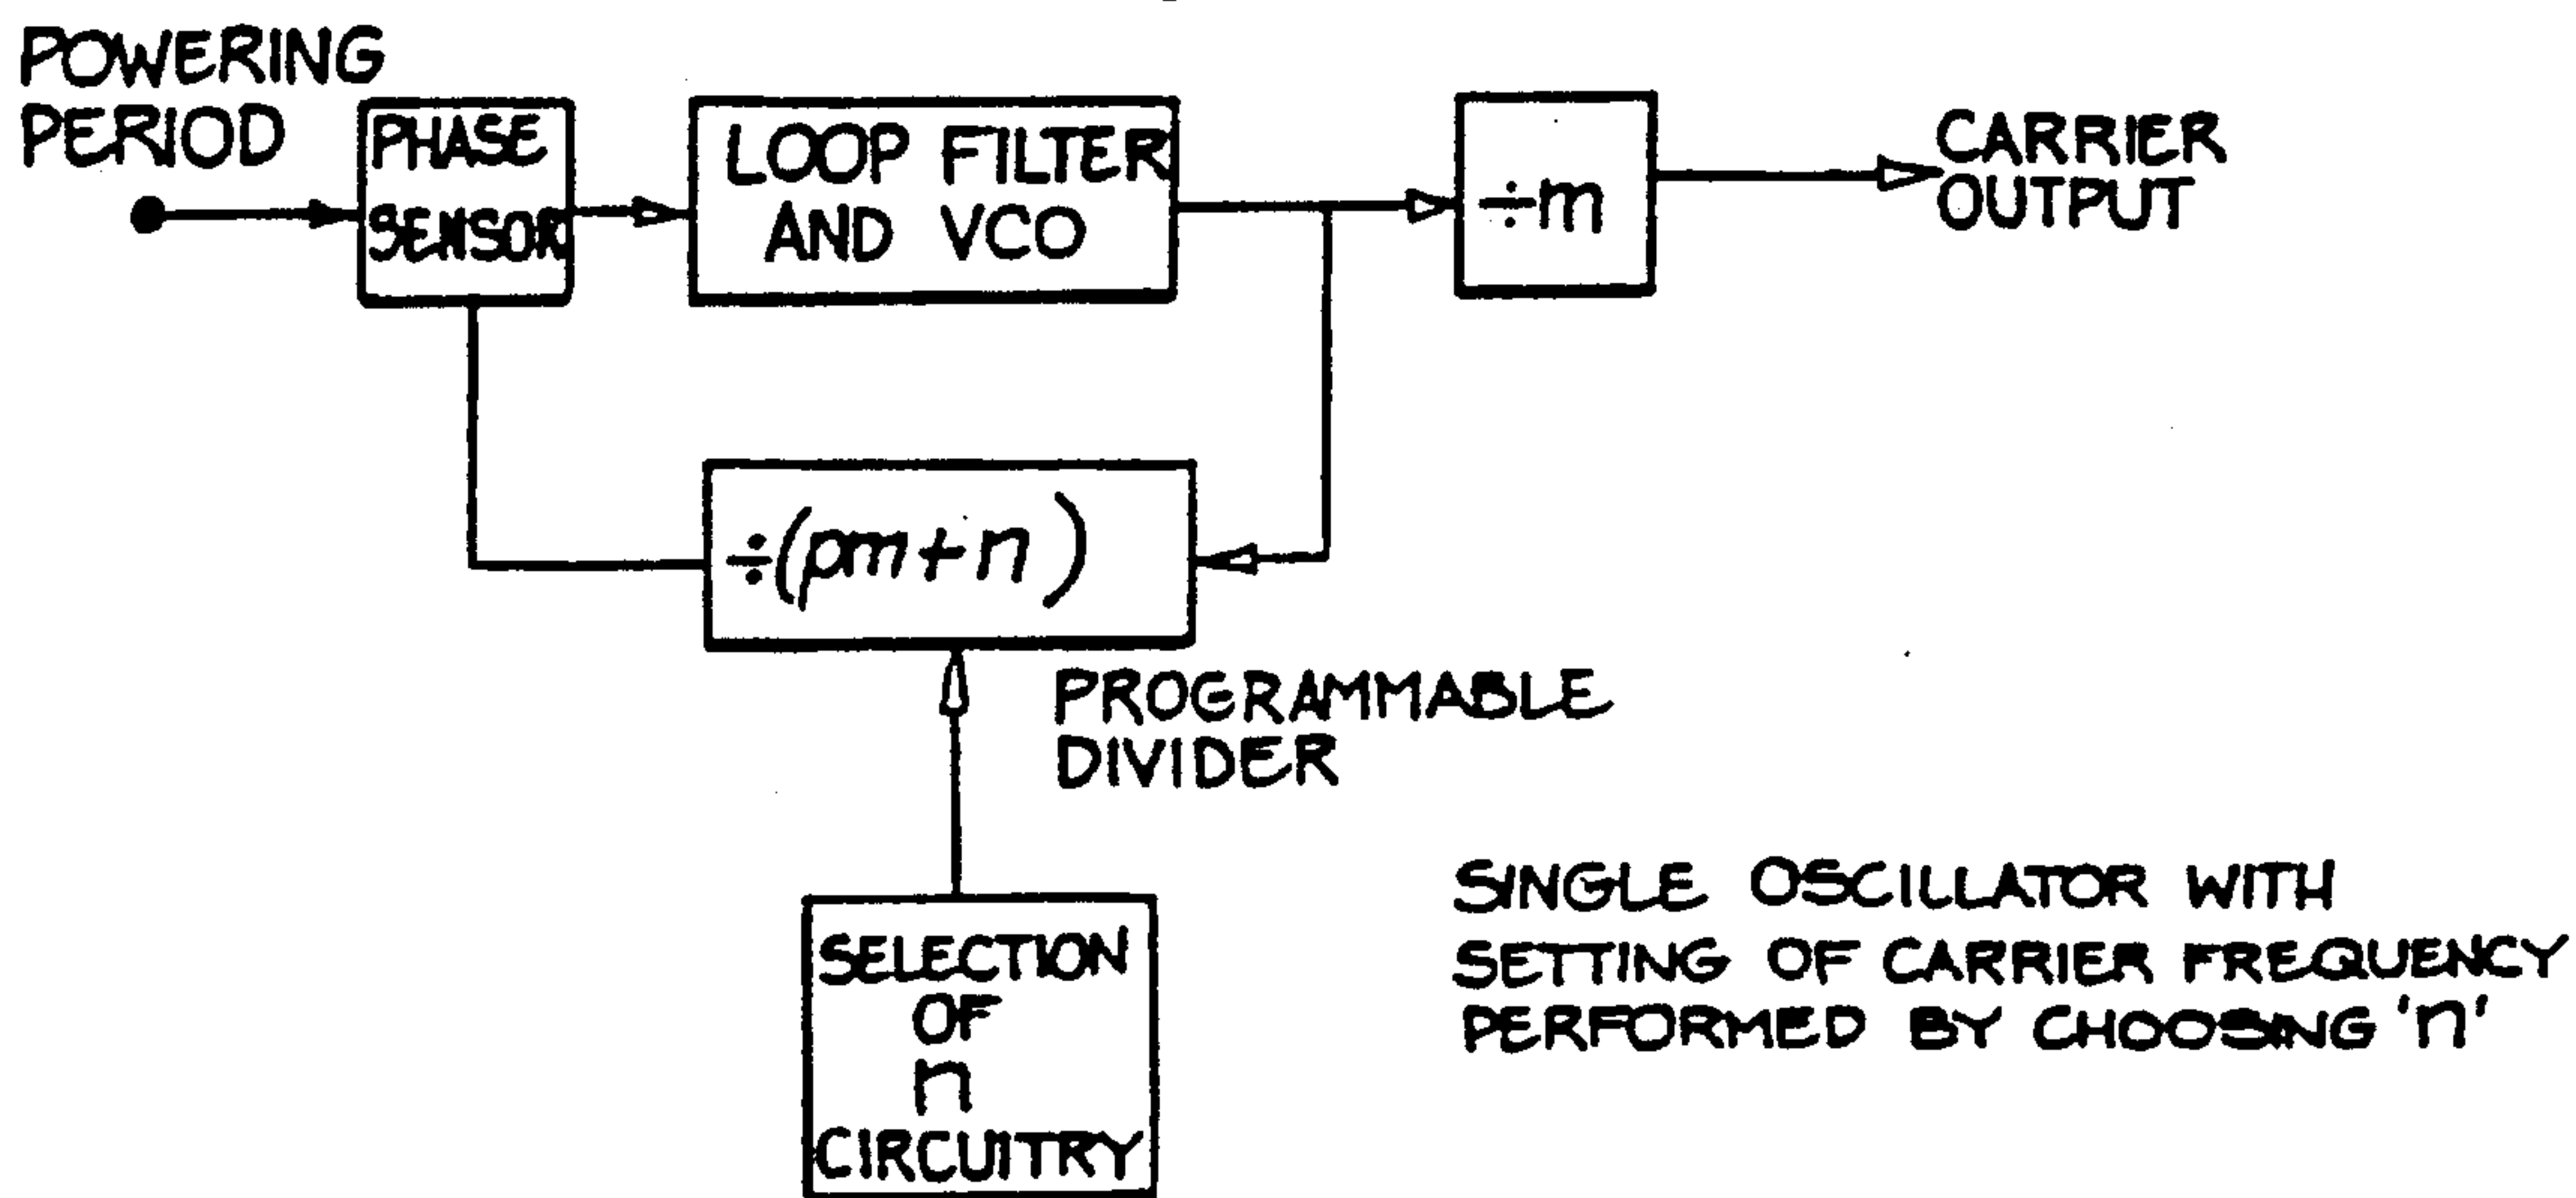 POWERING
PERIOD
PHASE
SENSOR
LOOP FILTER
AND VCO
÷m
CARRIER
OUTPUT
÷(pm+n)
PROGRAMMABLE
DIVIDER
SELECTION
OF
n
CIRCUITRY
SINGLE OSCILLATOR WITH
SETTING OF CARRIER FREQUENCY
PERFORMED BY CHOOSING 'n'